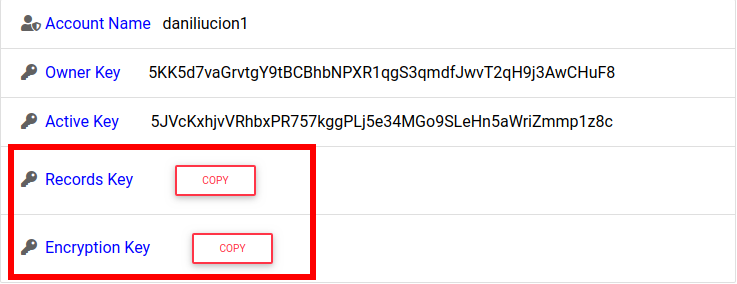 Account Name daniliucion1
Owner Key 5KK5d7vaGrvtgY9tBCBhbNPXR1qgS3qmdfJwvT2qH9j3AwCHuF8
Active Key 5JVcKxhjvVRhbxPR757kggPLj5e34MGo9SLeHn5aWriZmmp1z8c
Records Key COPY
Encryption Key COPY